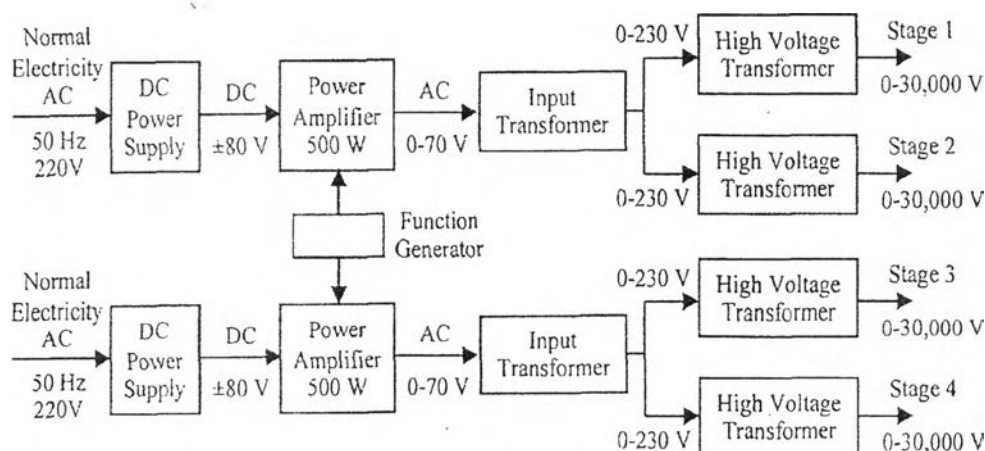 Normal
Electricity
AC
50 Hz
220V
DC
Power
Supply
DC
±80 V
Power
Amplifier
500 W
AC
0-70 V
Input
Transformer
0-230 V
High Voltage
Transformer
Stage 1
0-30,000 V
0-230 V
High Voltage
Transformer
Stage 2
0-30,000 V
Function
Generator
Normal
Electricity
AC
50 Hz
220V
DC
Power
Supply
DC
±80 V
Power
Amplifier
500 W
AC
0-70 V
Input
Transformer
0-230 V
High Voltage
Transformer
Stage 3
0-30,000 V
0-230 V
High Voltage
Transformer
Stage 4
0-30,000 V